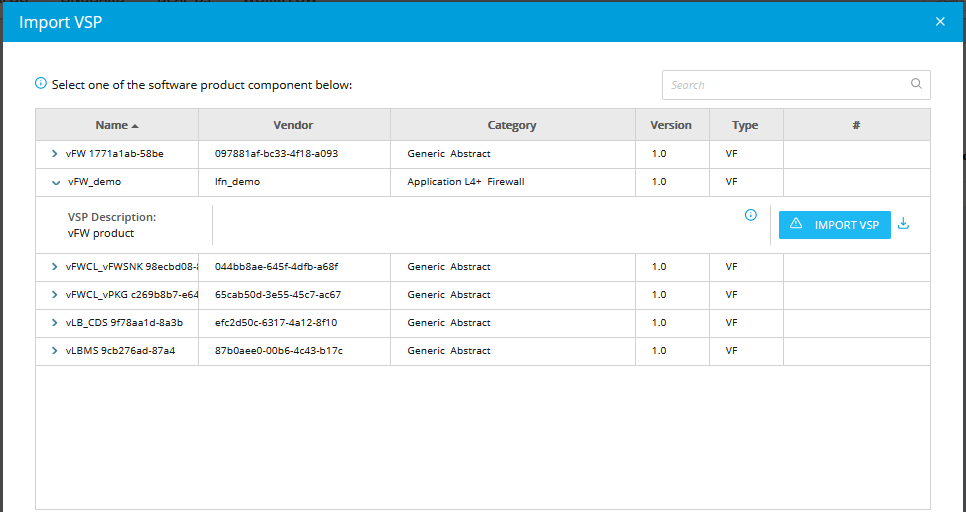 Import VSP
Select one of the software product component below:
Search
Name Vendor Category Version Type #
vFW 1771a1ab-58be 097881af-bc33-4f18-a093 Generic Abstract 1.0 VF
vFW_demo lfn_demo Application L4+ Firewall 1.0 VF
VSP Description:
vFW product
IMPORT VSP
vFWCL_vFWSNK 98ecbd08- 044bb8ae-645f-4dfb-a68f Generic Abstract 1.0 VF
vFWCL_vPKG c269b8b7-e64 65cab50d-3e55-45c7-ac67 Generic Abstract 1.0 VF
vLB_CDS 9f78aa1d-8a3b efc2d50c-6317-4a12-8f10 Generic Abstract 1.0 VF
vLBMS 9cb276ad-87a4 87b0aee0-00b6-4c43-b17c Generic Abstract 1.0 VF